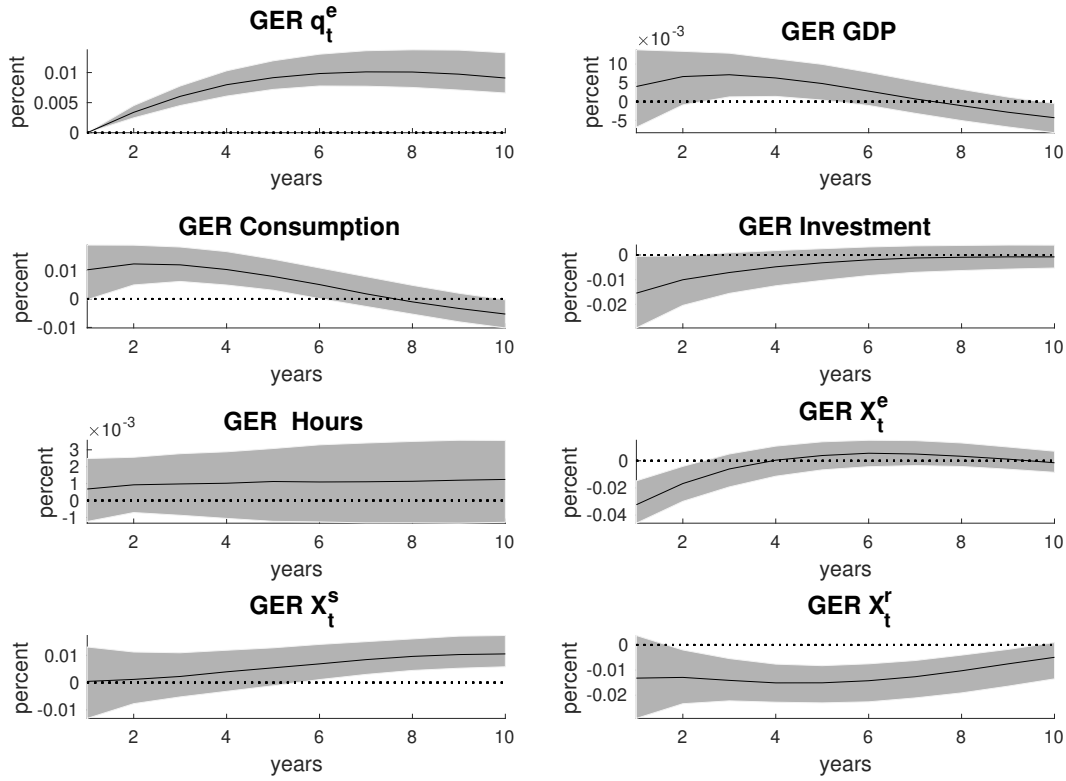 GER q_t^e
percent
0.01
0.005
0
2 4 6 8 10
years
GER GDP
×10^-3
percent
10
5
0
-5
2 4 6 8 10
years
GER Consumption
percent
0.01
0
-0.01
2 4 6 8 10
years
GER Investment
percent
0
-0.01
-0.02
2 4 6 8 10
years
GER Hours
×10^-3
percent
3
2
1
0
-1
2 4 6 8 10
years
GER X_t^e
percent
0
-0.02
-0.04
2 4 6 8 10
years
GER X_t^s
percent
0.01
0
-0.01
2 4 6 8 10
years
GER X_t^r
percent
0
-0.01
-0.02
2 4 6 8 10
years